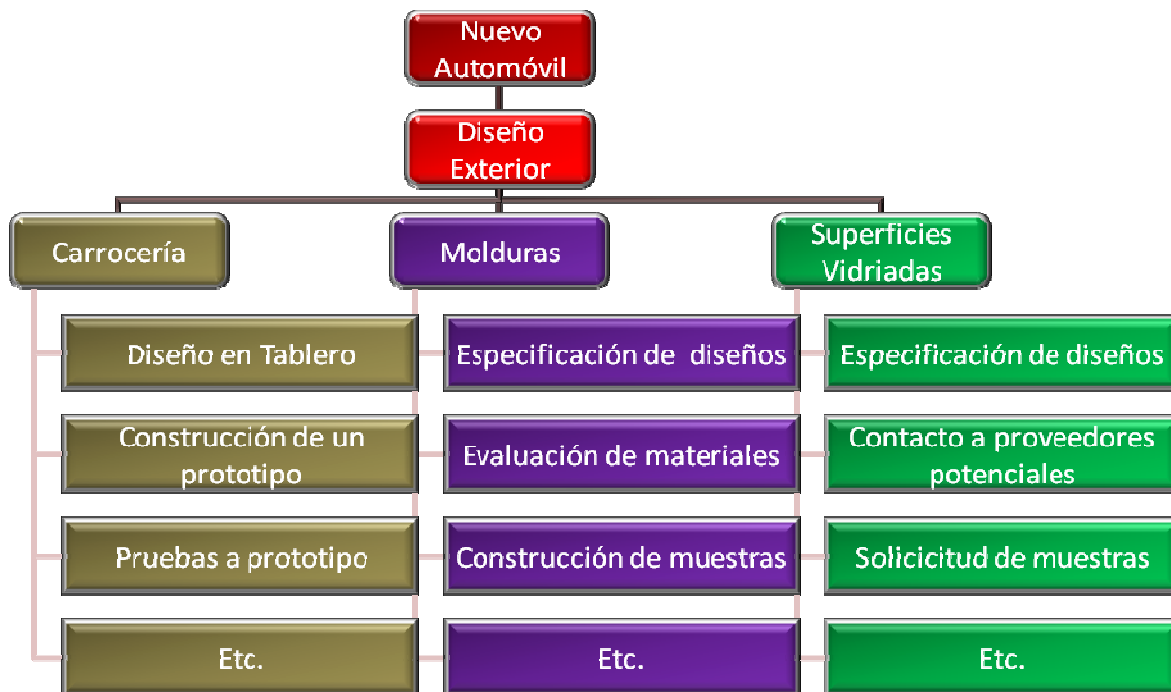 Nuevo
Automóvil
Diseño
Exterior
Carrocería
Molduras
Superficies
Vidriadas
Diseño en Tablero
Especificación de diseños
Especificación de diseños
Construcción de un
prototipo
Evaluación de materiales
Contacto a proveedores
potenciales
Pruebas a prototipo
Construcción de muestras
Solicicitud de muestras
Etc.
Etc.
Etc.